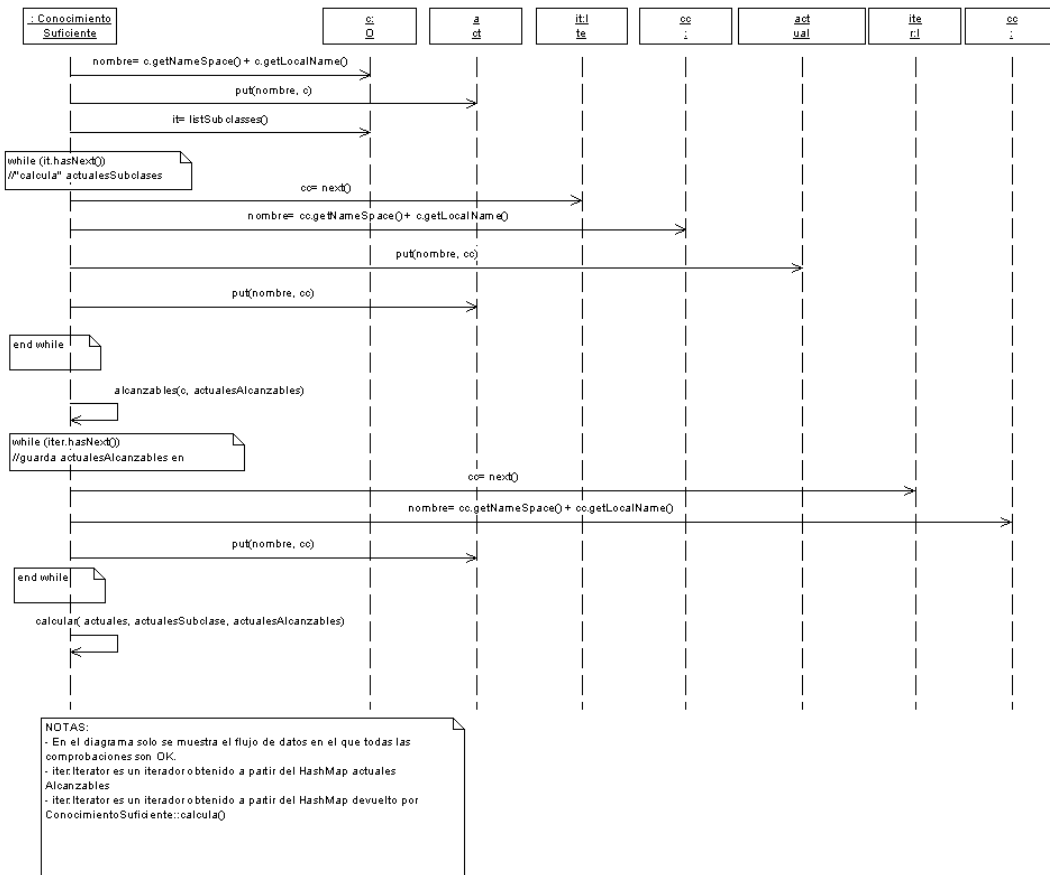 : Conocimiento
Suficiente
c:
O
a
ct
it:I
te
cc
:
act
ual
ite
r:I
cc
:
nombre= c.getNameSpace() + c.getLocalName()
put(nombre, c)
it= listSubclasses()
while (it.hasNext())
//"calcula" actualesSubclases
cc= next()
nombre= cc.getNameSpace()+ c.getLocalName()
put(nombre, cc)
put(nombre, cc)
end while
alcanzables(c, actualesAlcanzables)
while (iter.hasNext())
//guarda actualesAlcanzables en
cc= next()
nombre= cc.getNameSpace() + cc.getLocalName()
put(nombre, cc)
end while
calcular( actuales, actualesSubclase, actualesAlcanzables)
NOTAS:
- En el diagrama solo se muestra el flujo de datos en el que todas las
comprobaciones son OK.
- iter:Iterator es un iterador obtenido a partir del HashMap actuales
Alcanzables
- iter:Iterator es un iterador obtenido a partir del HashMap devuelto por
ConocimientoSuficiente::calcula()